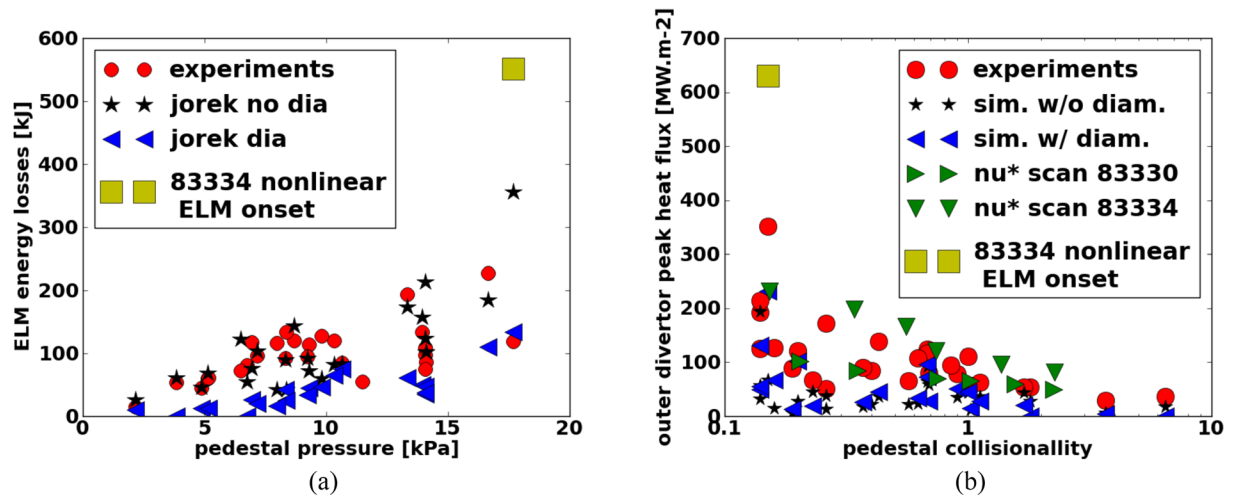 600
500
400
300
200
100
0
ELM energy losses [kJ]
experiments
jorek no dia
jorek dia
83334 nonlinear
ELM onset
0 5 10 15 20
pedestal pressure [kPa]
(a)
700
600
500
400
300
200
100
0
outer divertor peak heat flux [MW.m-2]
experiments
sim. w/o diam.
sim. w/ diam.
nu* scan 83330
nu* scan 83334
83334 nonlinear
ELM onset
0.1 1 10
pedestal collisionallity
(b)